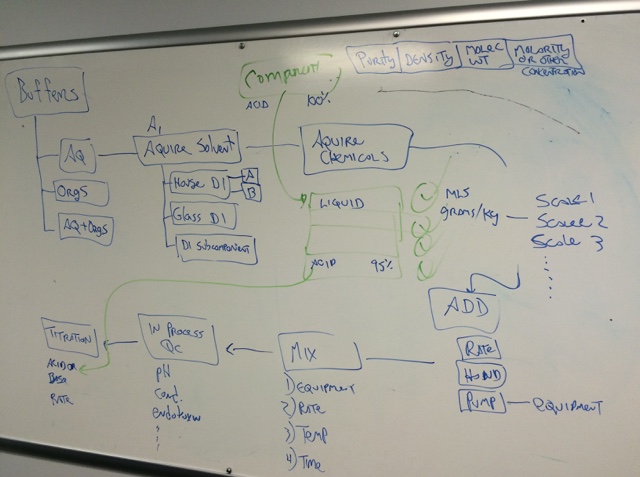 Buffers
Component
ACID 100%
PURITY DENSITY MOLEC WT MOLARITY OR OTHER CONCENTRATION
A,
AQ
AQUIRE SOLVENT
AQUIRE CHEMICALS
ORGS
AQ+ORGS
HOUSE DI A B
Glass DI
DI SUBCOMPONENT
LIQUID
ACID 95%
MLS
grams/Kg
Scale 1
Scale 2
Scale 3
ADD
RATE
HAND
PUMP EQUIPMENT
MIX
1) EQUIPMENT
2) RATE
3) Temp
4) Time
IN PROCESS QC
pH
Cond.
endotoxin
TITRATION
ACID OR
BASE
RATE